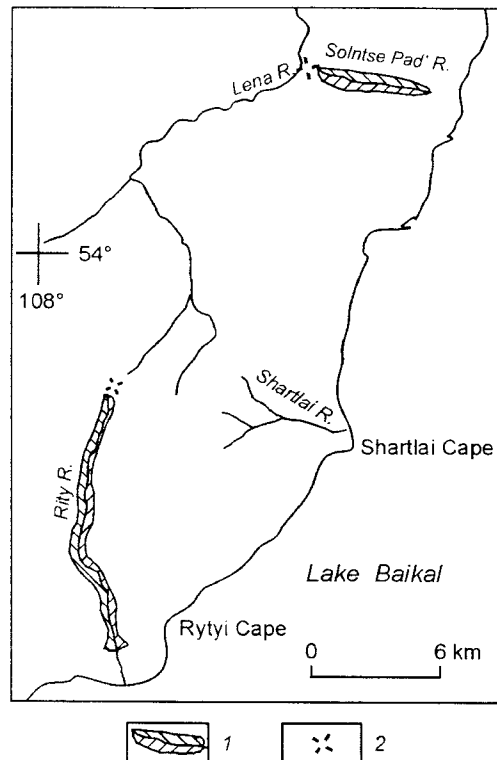 Solntse Pad' R.
Lena R.
54°
108°
Shartlai R.
Shartlai Cape
Rity R.
Lake Baikal
Rytyi Cape
0 6 km
1 2